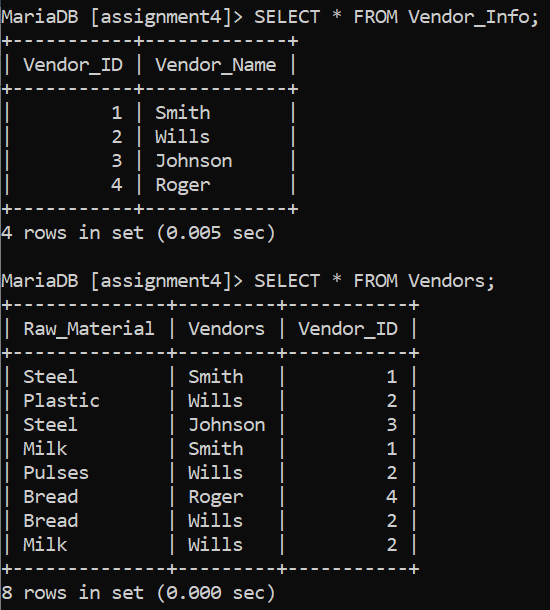 MariaDB [assignment4]> SELECT * FROM Vendor_Info;
+-----------+-------------+
| Vendor_ID | Vendor_Name |
+-----------+-------------+
|         1 | Smith       |
|         2 | Wills       |
|         3 | Johnson     |
|         4 | Roger       |
+-----------+-------------+
4 rows in set (0.005 sec)

MariaDB [assignment4]> SELECT * FROM Vendors;
+--------------+---------+-----------+
| Raw_Material | Vendors | Vendor_ID |
+--------------+---------+-----------+
| Steel        | Smith   |         1 |
| Plastic      | Wills   |         2 |
| Steel        | Johnson |         3 |
| Milk         | Smith   |         1 |
| Pulses       | Wills   |         2 |
| Bread        | Roger   |         4 |
| Bread        | Wills   |         2 |
| Milk         | Wills   |         2 |
+--------------+---------+-----------+
8 rows in set (0.000 sec)